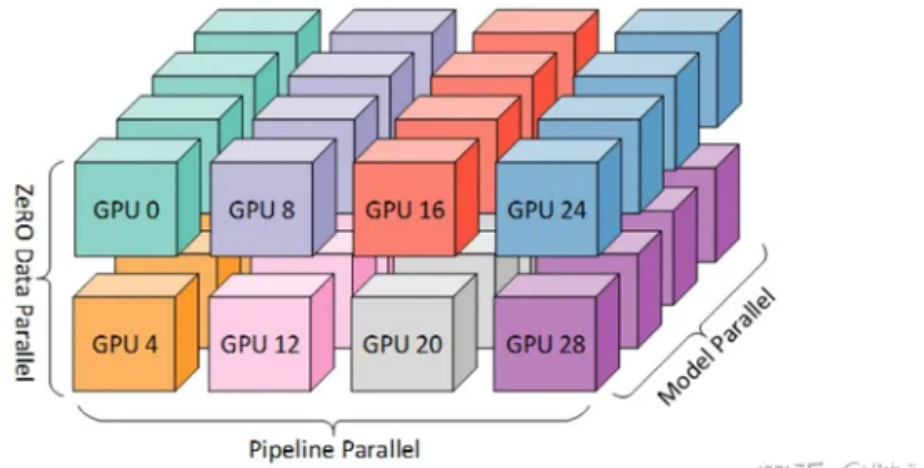 GPU 0
GPU 8
GPU 16
GPU 24
ZeRO Data Parallel
GPU 4
GPU 12
GPU 20
GPU 28
Model Parallel
Pipeline Parallel